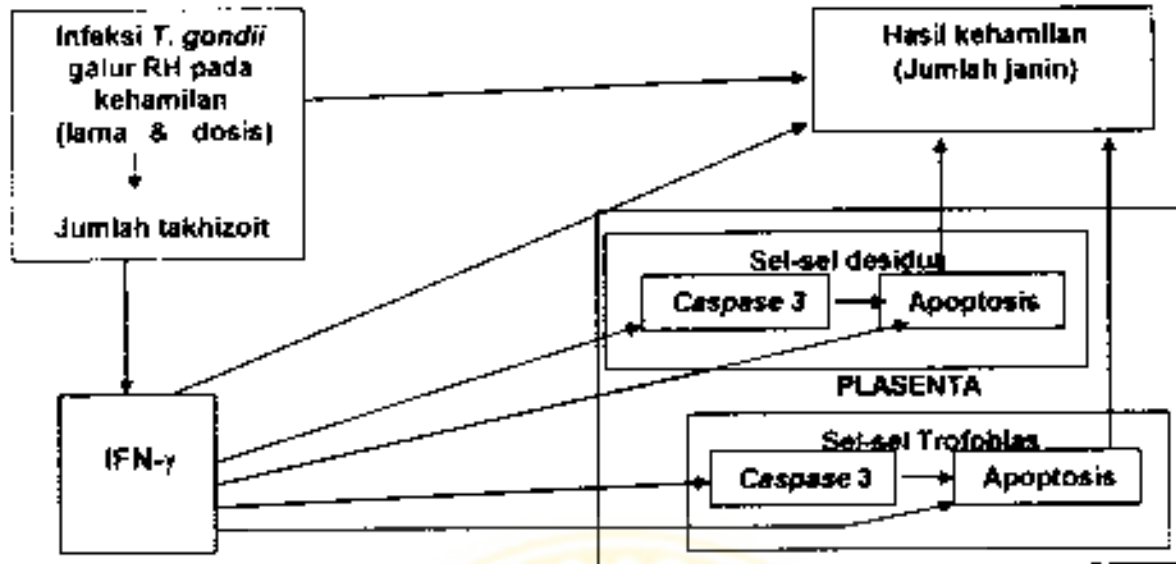 Infeksi T. gondii
galur RH pada
kehamilan
(lama & dosis)
Jumlah takhizoit
Hasil kehamilan
(Jumlah janin)
Sel-sel desidua
Caspase 3
Apoptosis
PLASENTA
IFN-γ
Sel-sel Trofoblas
Caspase 3
Apoptosis